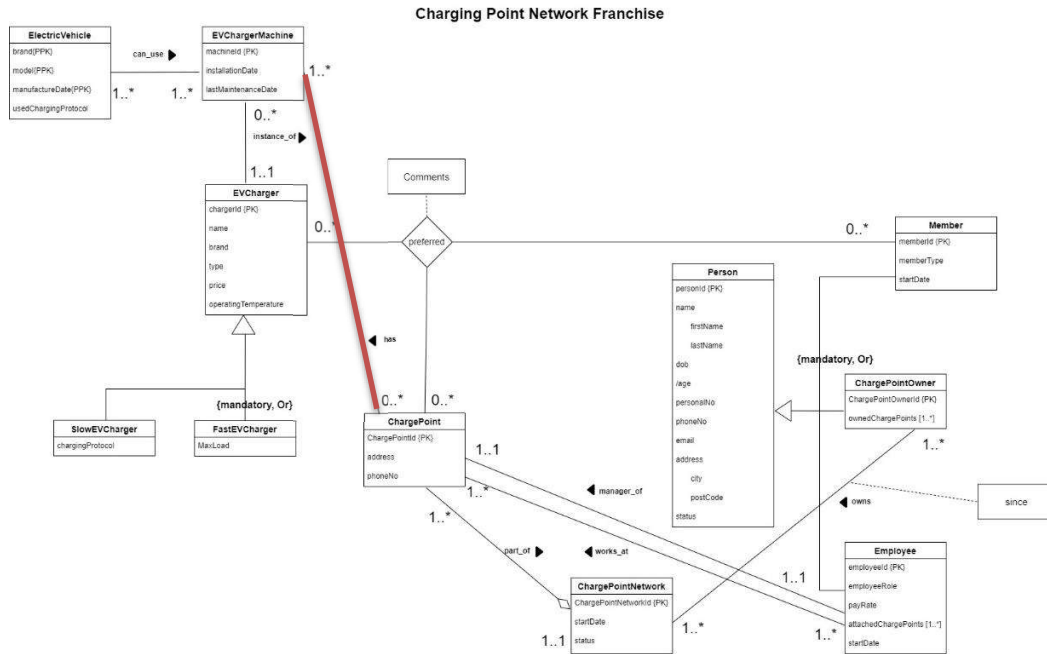 Charging Point Network Franchise
ElectricVehicle
brand{PPK}
model{PPK}
manufactureDate{PPK}
usedChargingProtocol
can_use
1..*
1..*
EVChargerMachine
machineId {PK}
installationDate
lastMaintenanceDate
1..*
0..*
instance_of
1..1
EVCharger
chargerId {PK}
name
brand
type
price
operatingTemperature
0..*
Comments
preferred
0..*
Member
memberId {PK}
memberType
startDate
Person
personId {PK}
name
firstName
lastName
dob
/age
personalNo
phoneNo
email
address
city
postCode
status
has
{mandatory, Or}
ChargePointOwner
ChargePointOwnerId {PK}
ownedChargePoints [1..*]
1..*
{mandatory, Or}
SlowEVCharger
chargingProtocol
FastEVCharger
MaxLoad
0..*
0..*
ChargePoint
ChargePointId {PK}
address
phoneNo
1..1
1..*
1..*
manager_of
owns
since
part_of
works_at
ChargePointNetwork
ChargePointNetworkId {PK}
startDate
status
1..1
1..*
1..1
1..*
Employee
employeeId {PK}
employeeRole
payRate
attachedChargePoints [1..*]
startDate